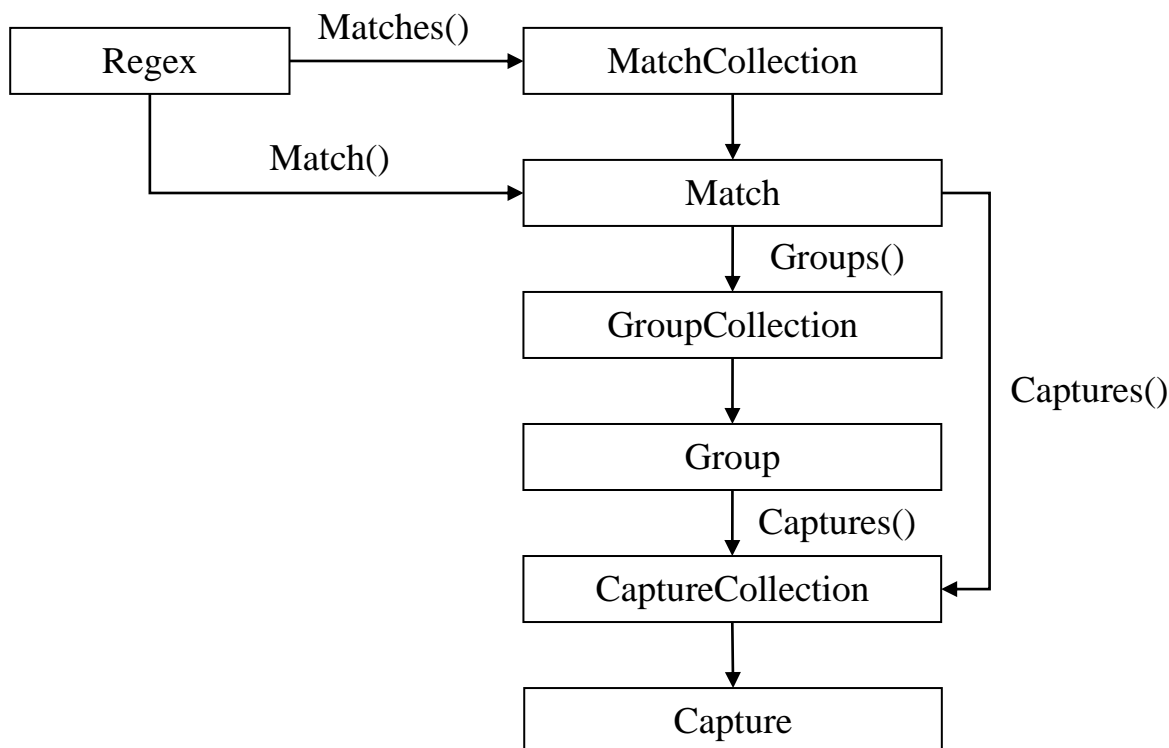 Matches()
Regex
MatchCollection
Match()
Match
Groups()
GroupCollection
Captures()
Group
Captures()
CaptureCollection
Capture